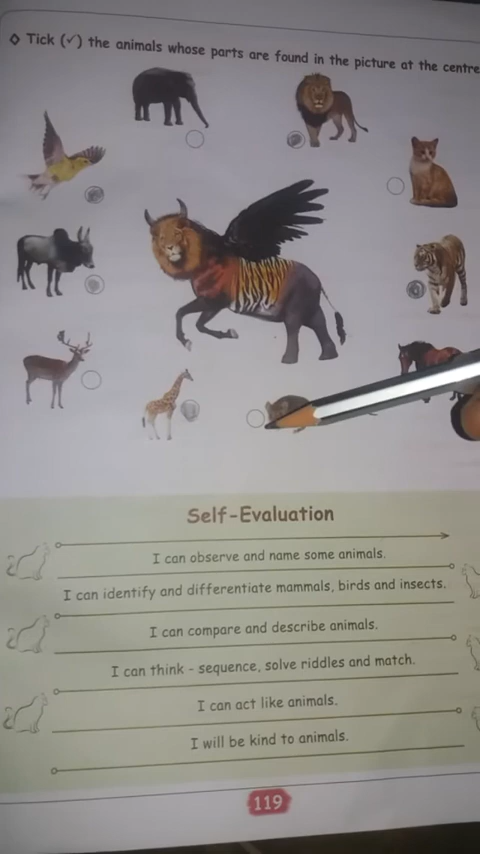 ◇ Tick (✓) the animals whose parts are found in the picture at the centre
Self-Evaluation
I can observe and name some animals.
I can identify and differentiate mammals, birds and insects.
I can compare and describe animals.
I can think - sequence, solve riddles and match.
I can act like animals.
I will be kind to animals.
119